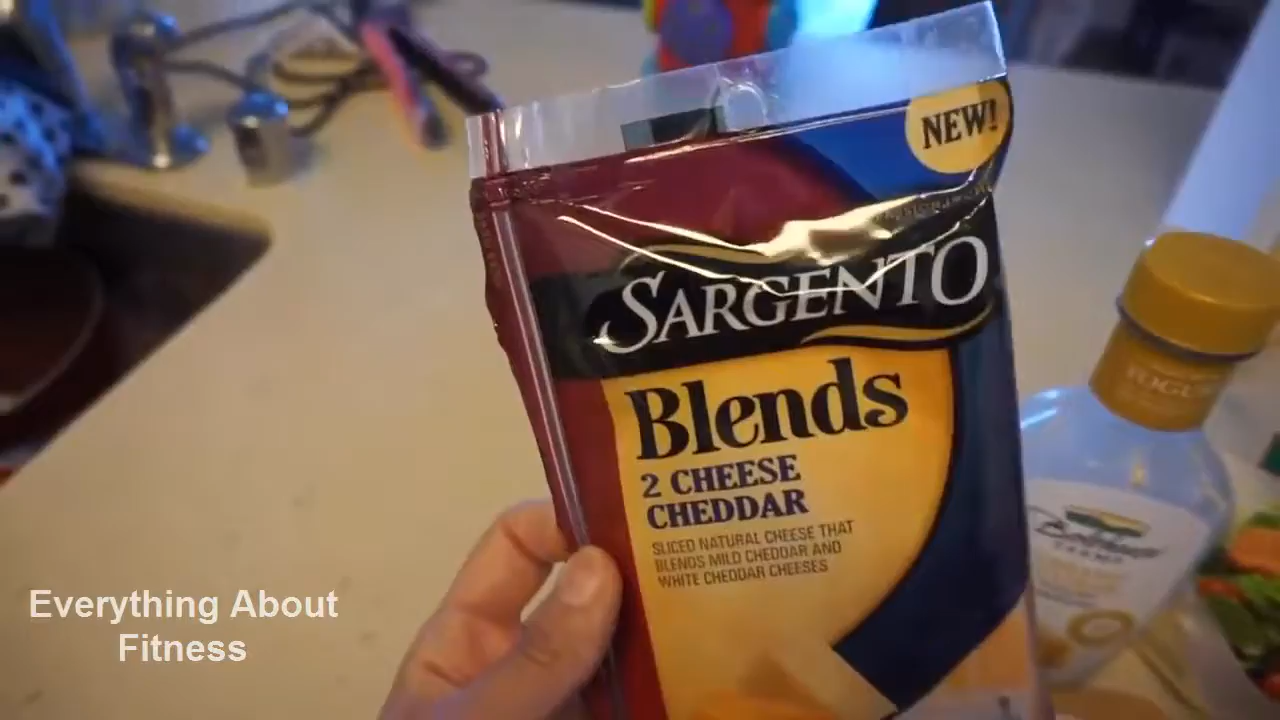 NEW!
SARGENTO
Blends
2 CHEESE
CHEDDAR
SLICED NATURAL CHEESE THAT
BLENDS MILD CHEDDAR AND
WHITE CHEDDAR CHEESES
FARMS
Everything About
Fitness